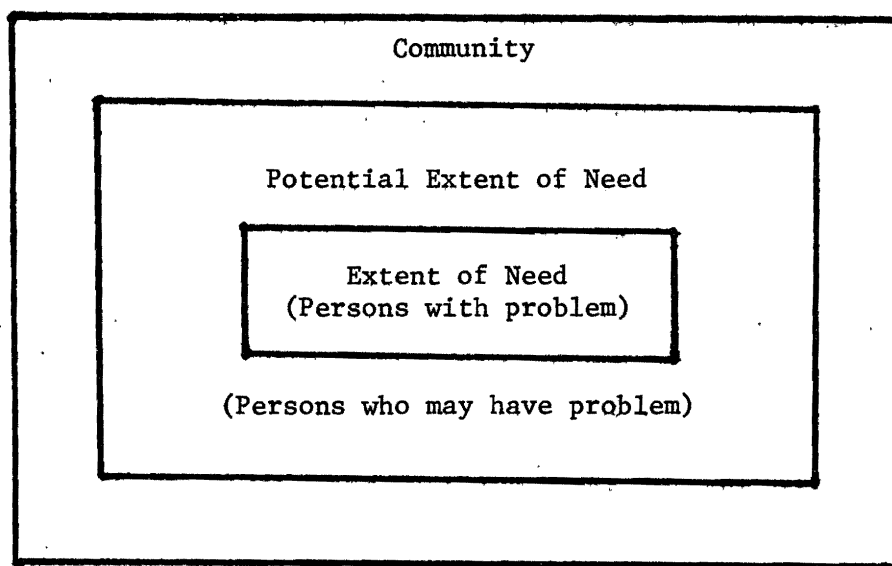 Community
Potential Extent of Need
Extent of Need
(Persons with problem)
(Persons who may have problem)